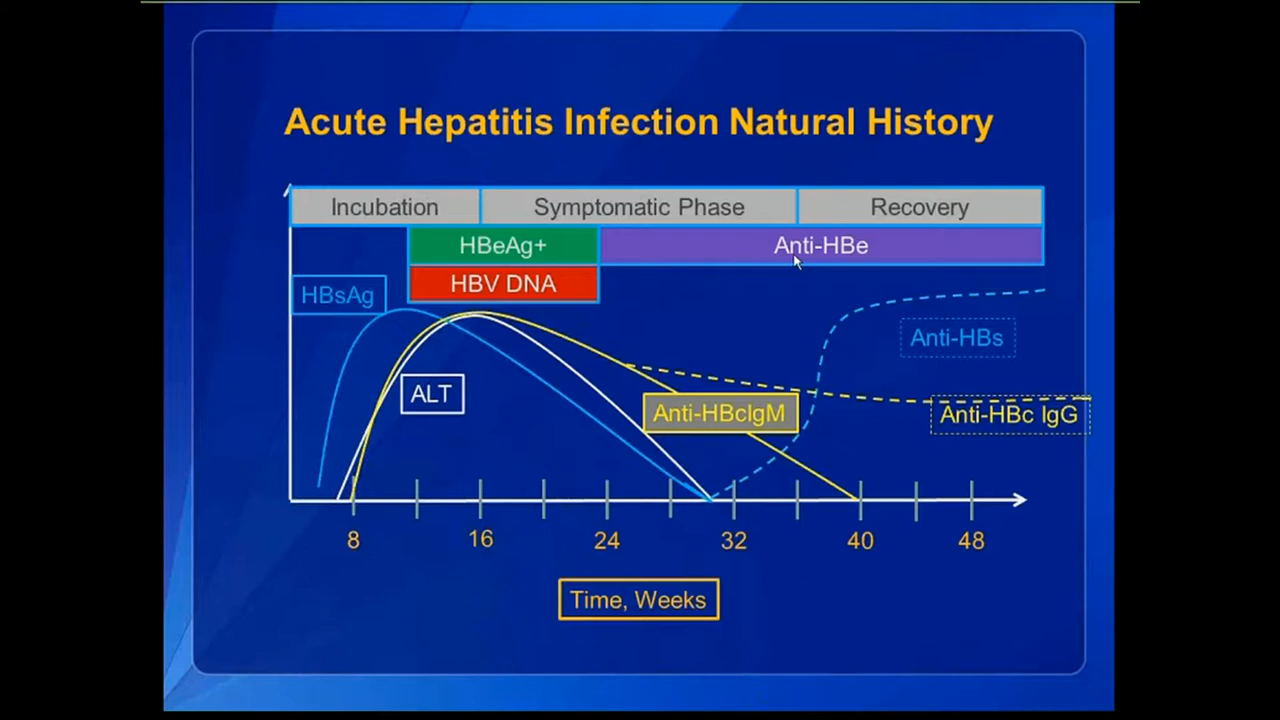 Acute Hepatitis Infection Natural History
Incubation
Symptomatic Phase
Recovery
HBeAg+
Anti-HBe
HBV DNA
HBsAg
Anti-HBs
ALT
Anti-HBcIgM
Anti-HBc IgG
8
16
24
32
40
48
Time, Weeks